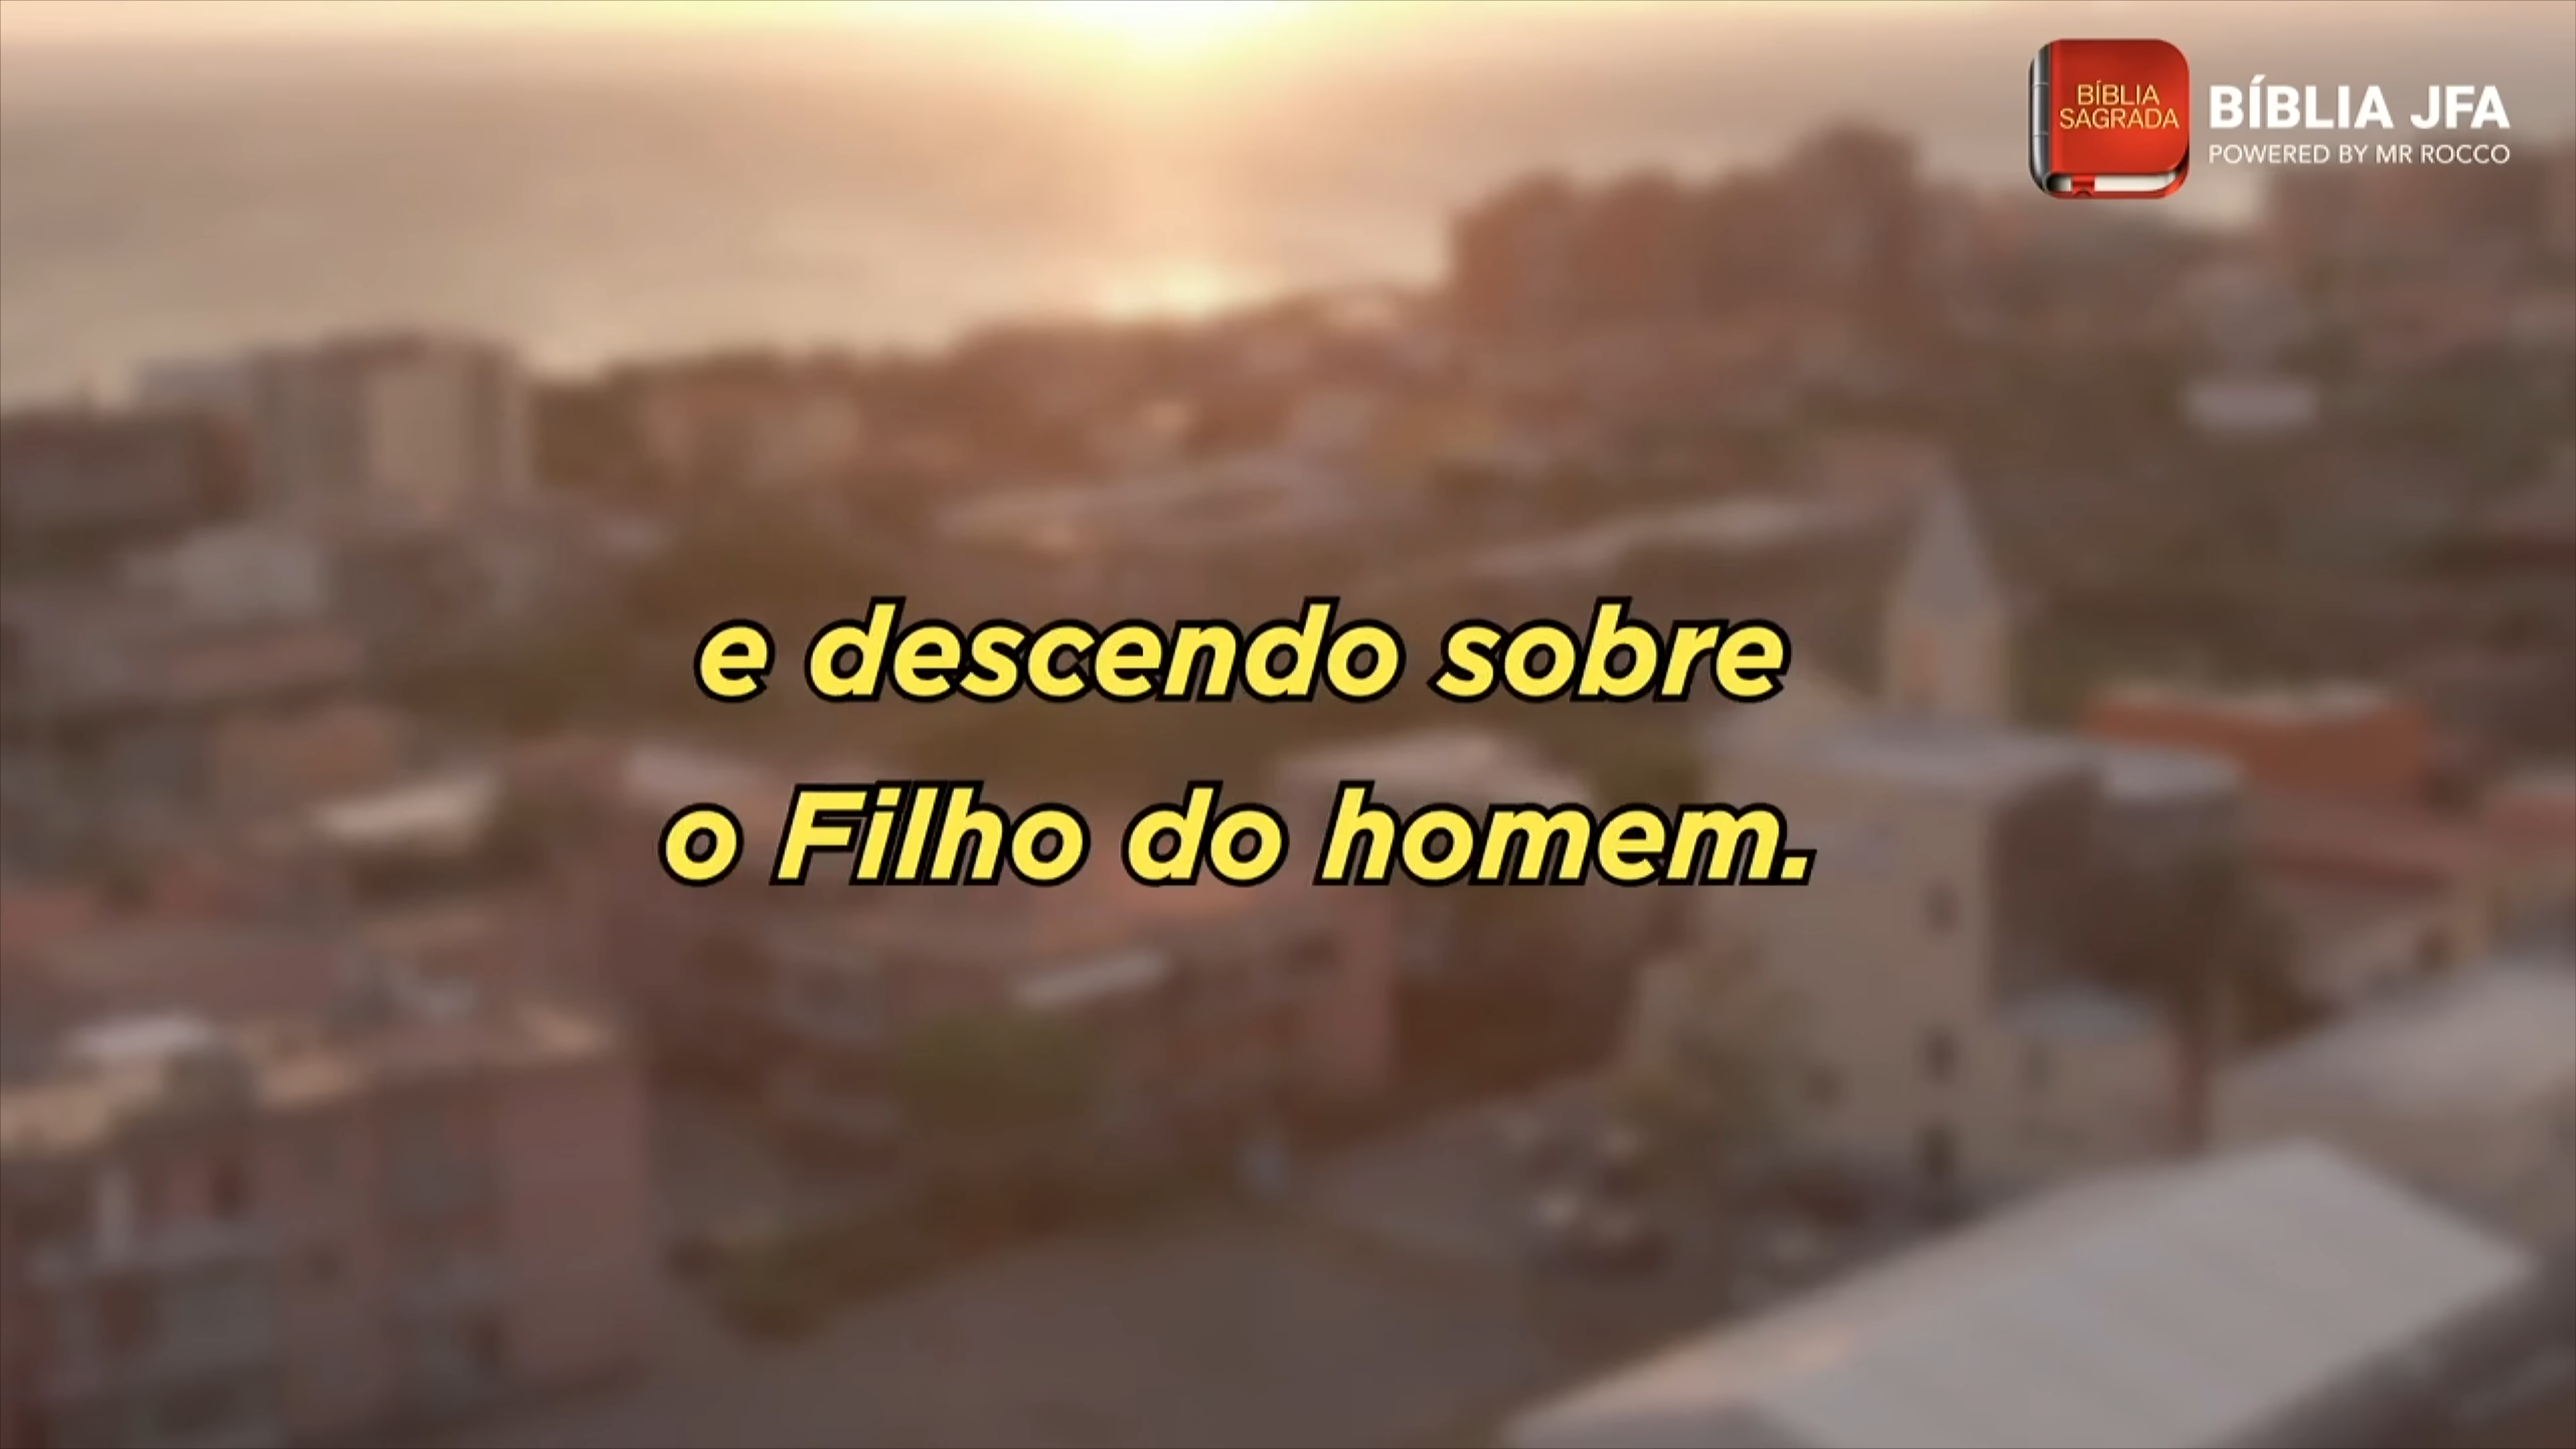 BÍBLIA
SAGRADA
BÍBLIA JFA
POWERED BY MR ROCCO
e descendo sobre
o Filho do homem.